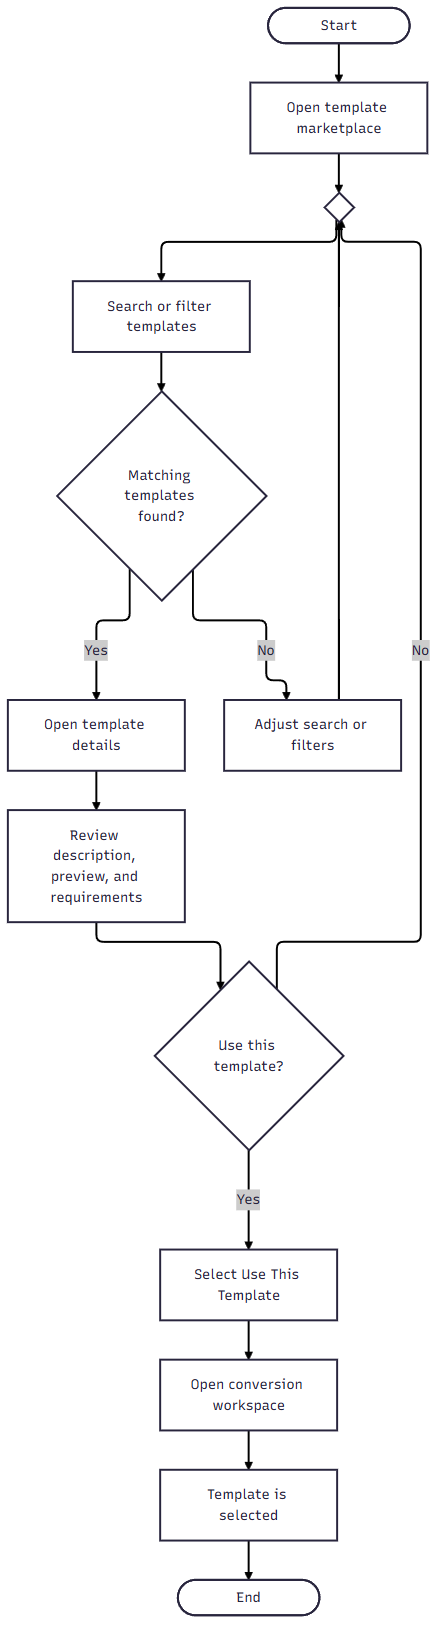 Start
Open template
marketplace
Search or filter
templates
Matching
templates
found?
Yes
No
No
Open template
details
Adjust search or
filters
Review
description,
preview, and
requirements
Use this
template?
Yes
Select Use This
Template
Open conversion
workspace
Template is
selected
End